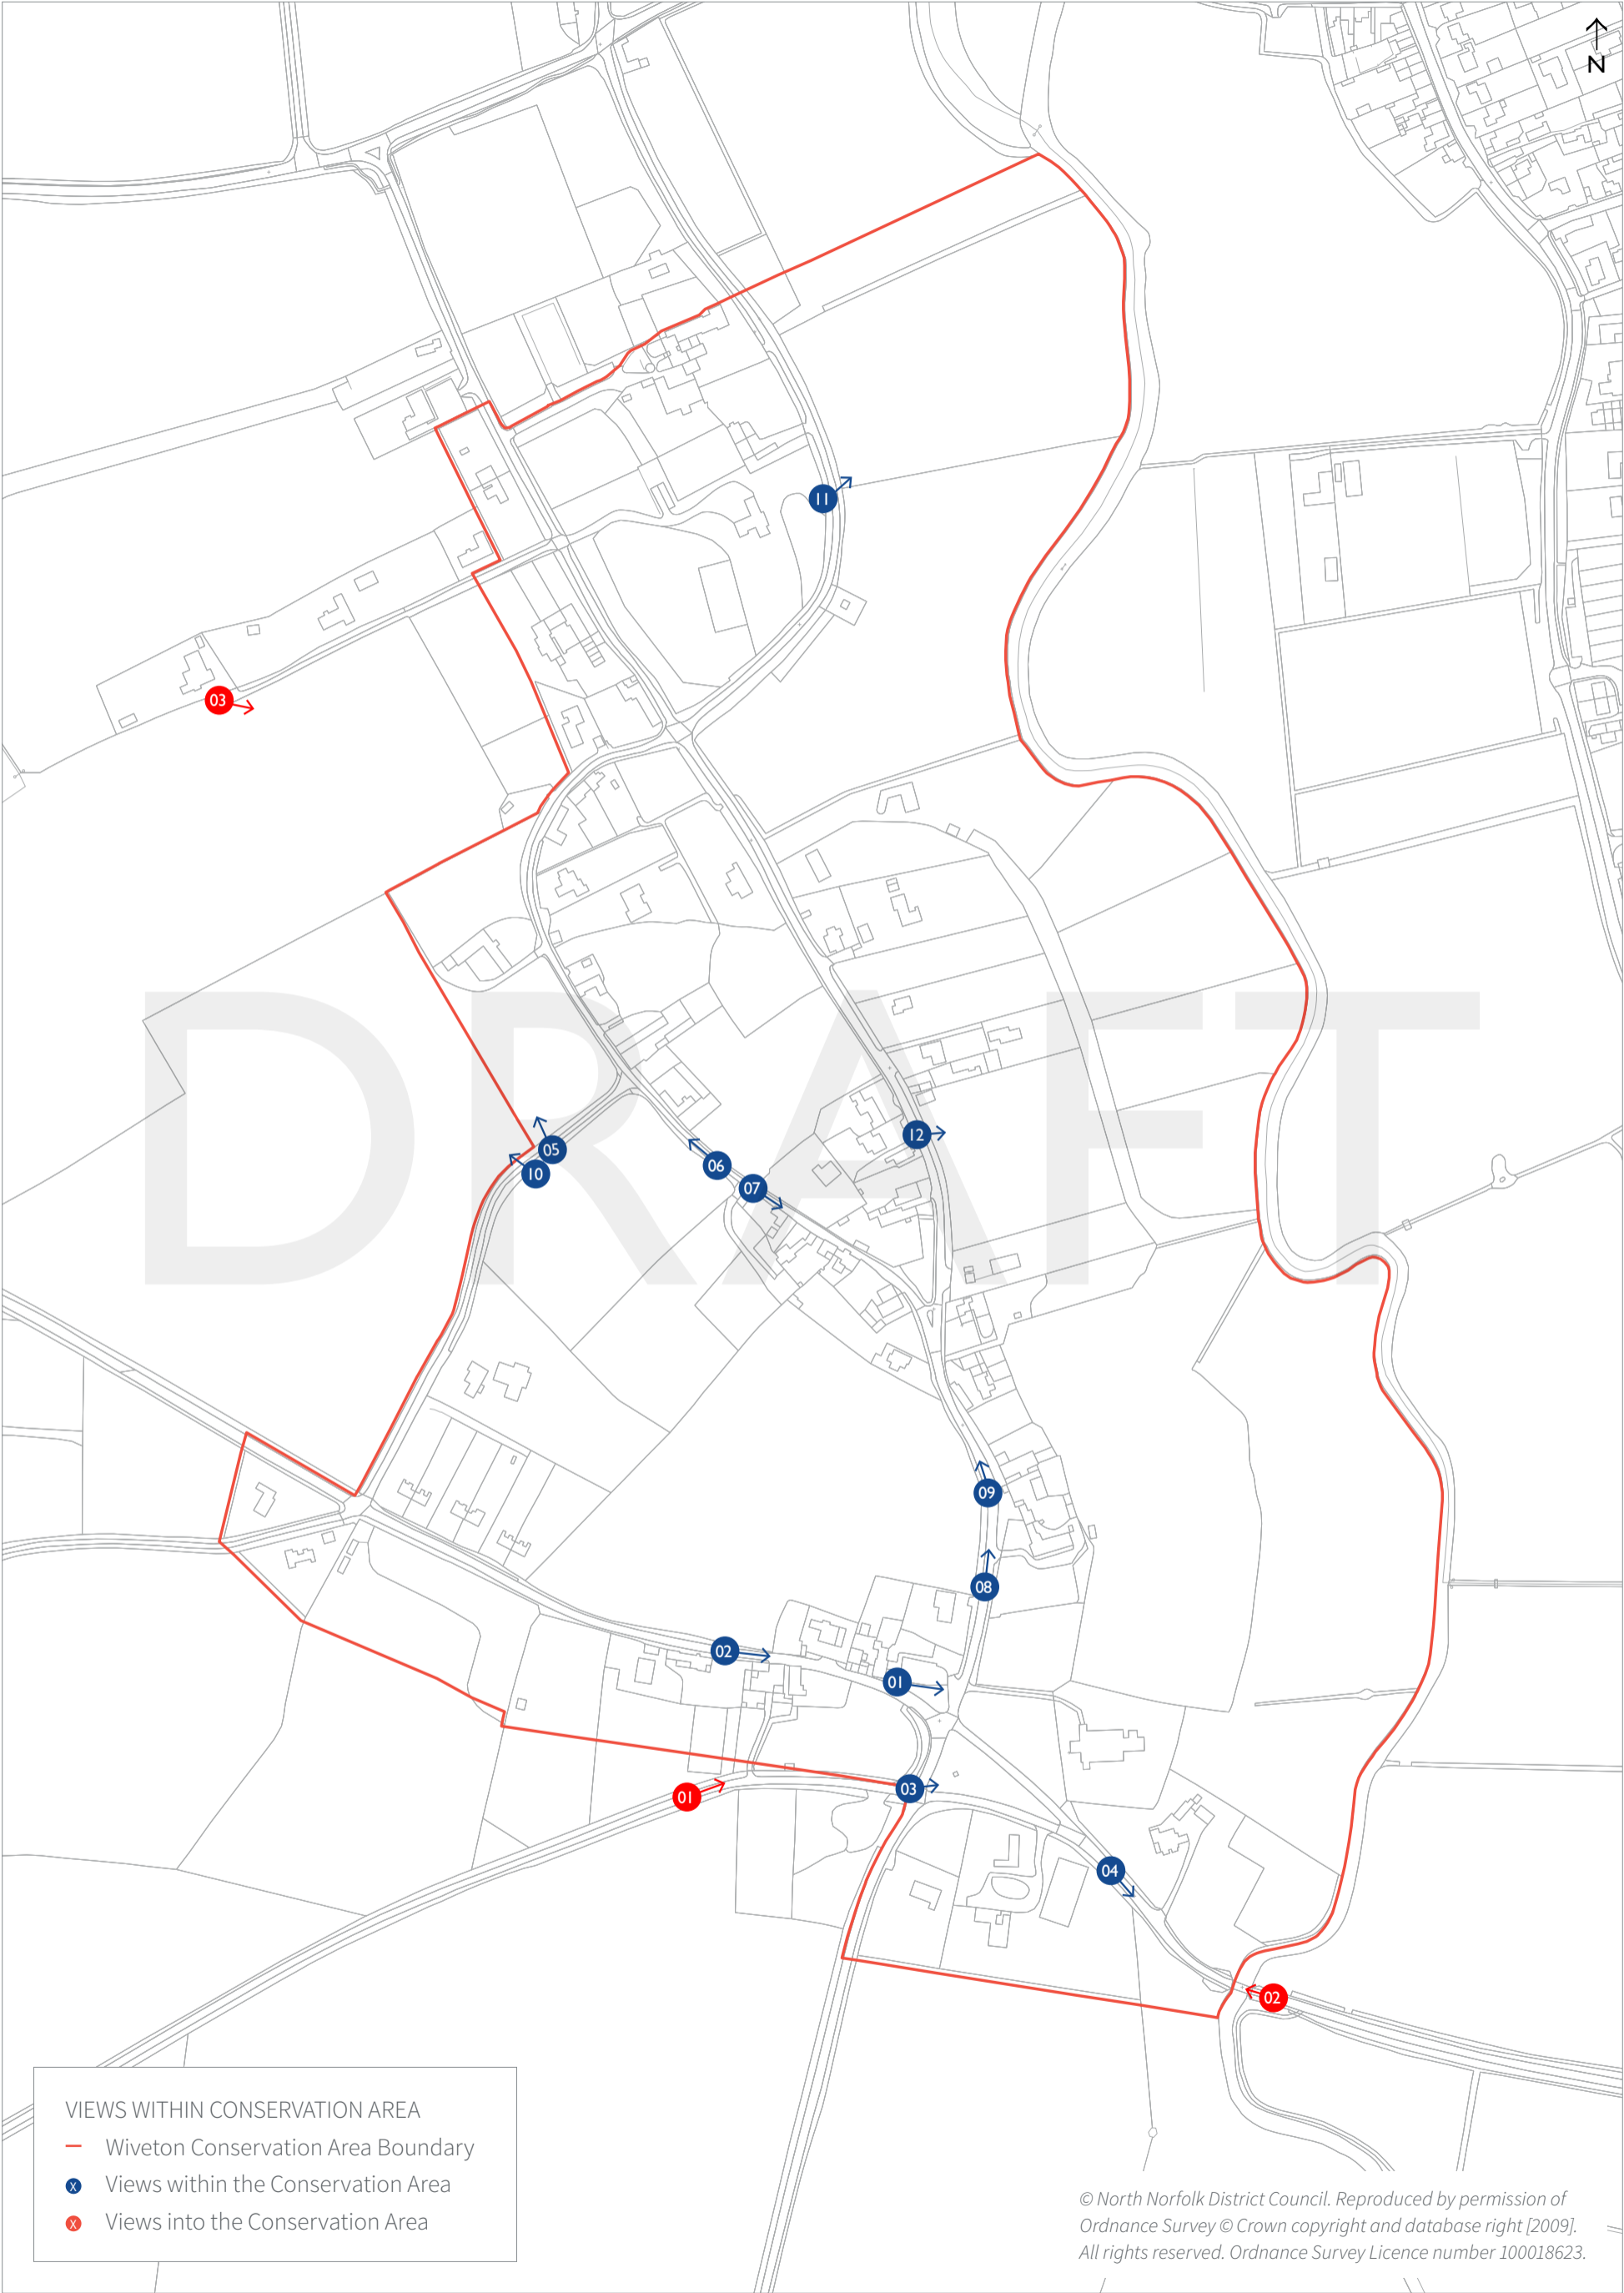 N
11
03
DRAFT
12
05
10
06
07
09
08
02
01
03
01
04
02
VIEWS WITHIN CONSERVATION AREA
Wiveton Conservation Area Boundary
X Views within the Conservation Area
X Views into the Conservation Area
© North Norfolk District Council. Reproduced by permission of
Ordnance Survey © Crown copyright and database right [2009].
All rights reserved. Ordnance Survey Licence number 100018623.